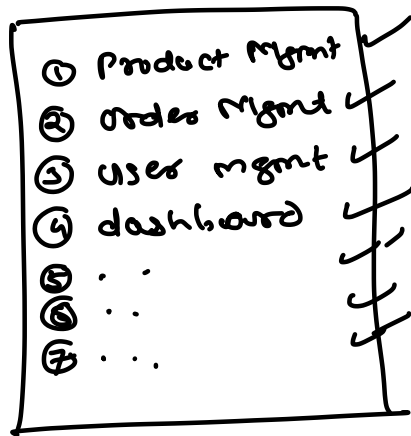 ① Product Mgmt
② order Mgmt
③ user mgmt
④ dashboard
⑤ . .
⑥ . .
⑦ . . .